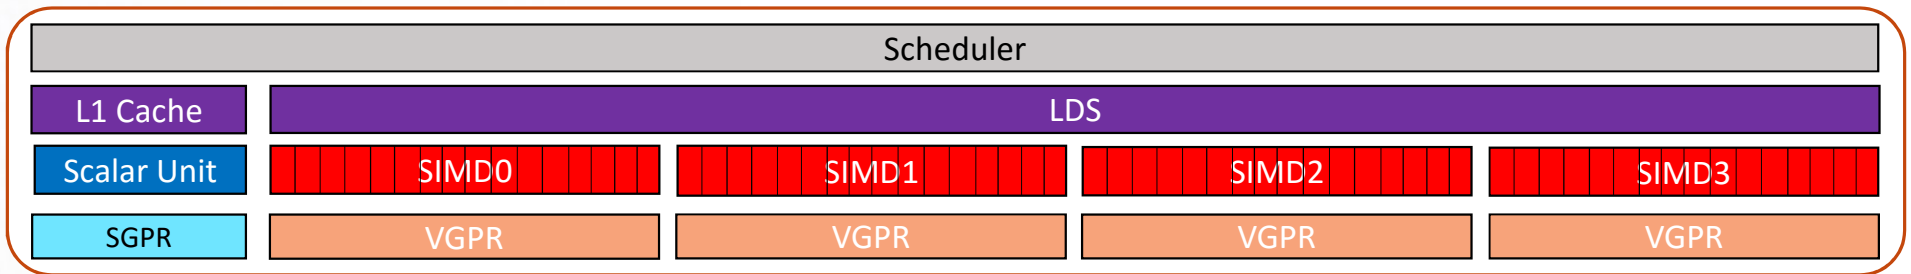 Scheduler
L1 Cache LDS
Scalar Unit SIMD0 SIMD1 SIMD2 SIMD3
SGPR VGPR VGPR VGPR VGPR